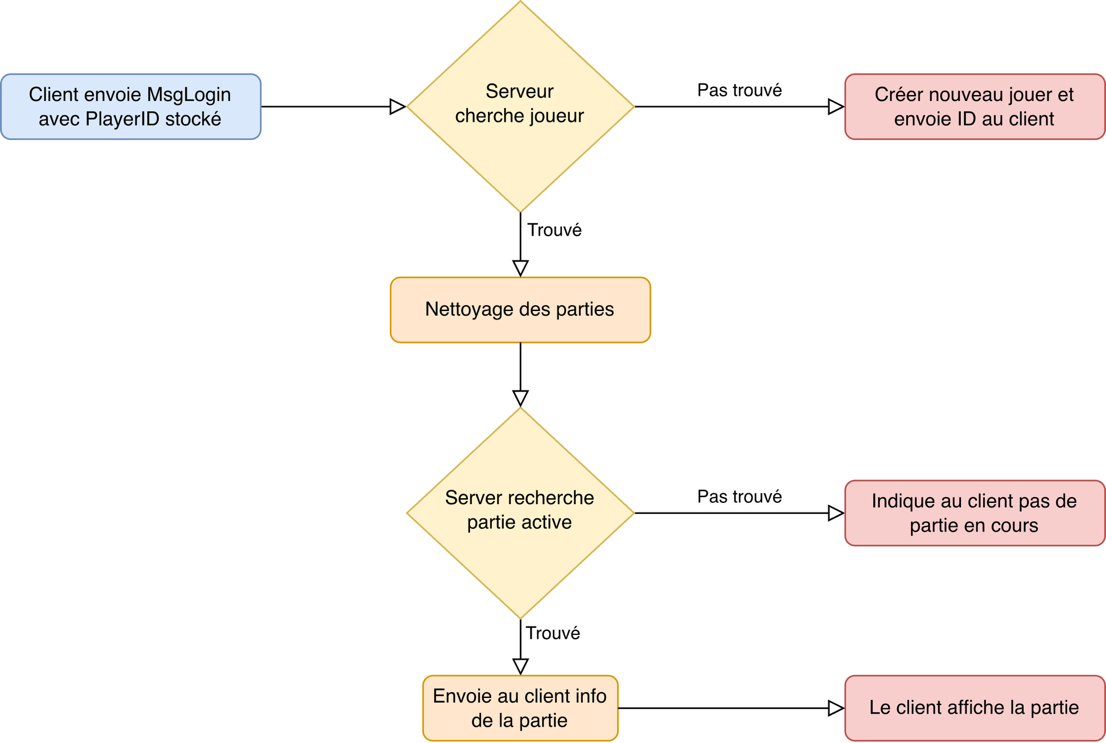 Client envoie MsgLogin
avec PlayerID stocké
Serveur
cherche joueur
Pas trouvé
Créer nouveau jouer et
envoie ID au client
Trouvé
Nettoyage des parties
Server recherche
partie active
Pas trouvé
Indique au client pas de
partie en cours
Trouvé
Envoie au client info
de la partie
Le client affiche la partie